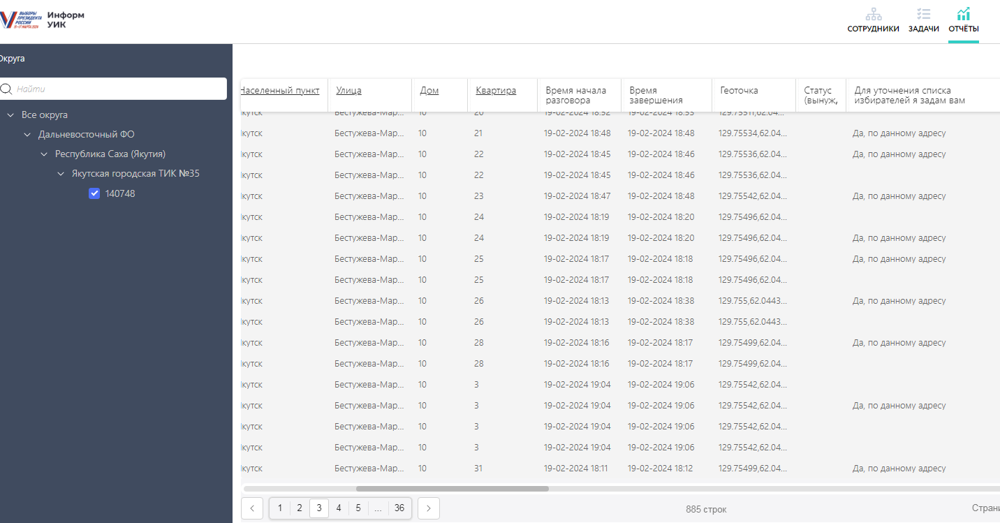 ВЫБОРЫ
ПРЕЗИДЕНТА
РОССИИ
15–17 МАРТА 2024
Информ
УИК
СОТРУДНИКИ ЗАДАЧИ ОТЧЁТЫ
Округа
Найти
Все округа
Дальневосточный ФО
Республика Саха (Якутия)
Якутская городская ТИК №35
140748
Населенный пункт Улица Дом Квартира Время начала разговора Время завершения Геоточка Статус (вынуж, Для уточнения списка избирателей я задам вам
Якутск Бестужева-Мар... 10 20 19-02-2024 18:52 19-02-2024 18:53 129.75511,62.04...
Якутск Бестужева-Мар... 10 21 19-02-2024 18:48 19-02-2024 18:48 129.75534,62.04... Да, по данному адресу
Якутск Бестужева-Мар... 10 22 19-02-2024 18:45 19-02-2024 18:46 129.75536,62.04... Да, по данному адресу
Якутск Бестужева-Мар... 10 22 19-02-2024 18:45 19-02-2024 18:46 129.75536,62.04...
Якутск Бестужева-Мар... 10 23 19-02-2024 18:47 19-02-2024 18:48 129.75542,62.04... Да, по данному адресу
Якутск Бестужева-Мар... 10 24 19-02-2024 18:19 19-02-2024 18:20 129.75496,62.04...
Якутск Бестужева-Мар... 10 24 19-02-2024 18:19 19-02-2024 18:20 129.75496,62.04... Да, по данному адресу
Якутск Бестужева-Мар... 10 25 19-02-2024 18:17 19-02-2024 18:18 129.75496,62.04... Да, по данному адресу
Якутск Бестужева-Мар... 10 25 19-02-2024 18:17 19-02-2024 18:18 129.75496,62.04...
Якутск Бестужева-Мар... 10 26 19-02-2024 18:13 19-02-2024 18:38 129.755,62.0443... Да, по данному адресу
Якутск Бестужева-Мар... 10 26 19-02-2024 18:13 19-02-2024 18:38 129.755,62.0443...
Якутск Бестужева-Мар... 10 28 19-02-2024 18:16 19-02-2024 18:17 129.75499,62.04... Да, по данному адресу
Якутск Бестужева-Мар... 10 28 19-02-2024 18:16 19-02-2024 18:17 129.75499,62.04...
Якутск Бестужева-Мар... 10 3 19-02-2024 19:04 19-02-2024 19:06 129.75542,62.04...
Якутск Бестужева-Мар... 10 3 19-02-2024 19:04 19-02-2024 19:06 129.75542,62.04... Да, по данному адресу
Якутск Бестужева-Мар... 10 3 19-02-2024 19:04 19-02-2024 19:06 129.75542,62.04...
Якутск Бестужева-Мар... 10 3 19-02-2024 19:04 19-02-2024 19:06 129.75542,62.04...
Якутск Бестужева-Мар... 10 31 19-02-2024 18:11 19-02-2024 18:12 129.75499,62.04... Да, по данному адресу
1 2 3 4 5 ... 36 885 строк Страни